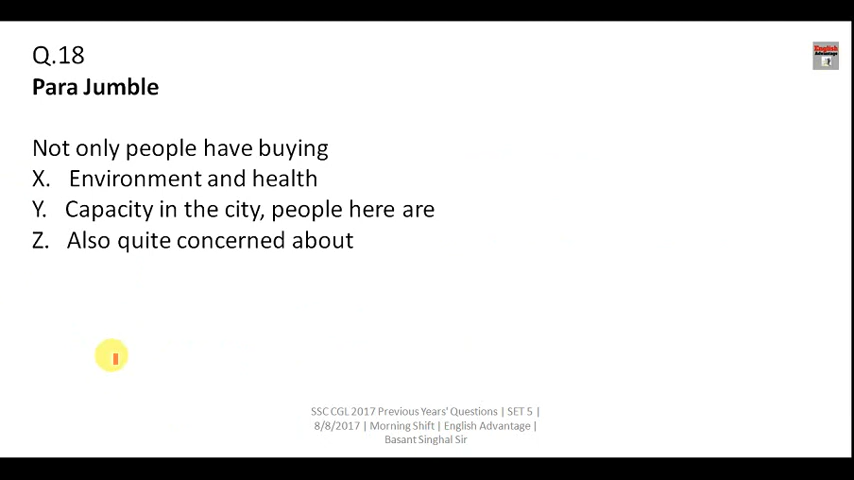 Q.18
English
Advantage
Para Jumble
Not only people have buying
X. Environment and health
Y. Capacity in the city, people here are
Z. Also quite concerned about
SSC CGL 2017 Previous Years' Questions | SET 5 |
8/8/2017 | Morning Shift | English Advantage |
Basant Singhal Sir